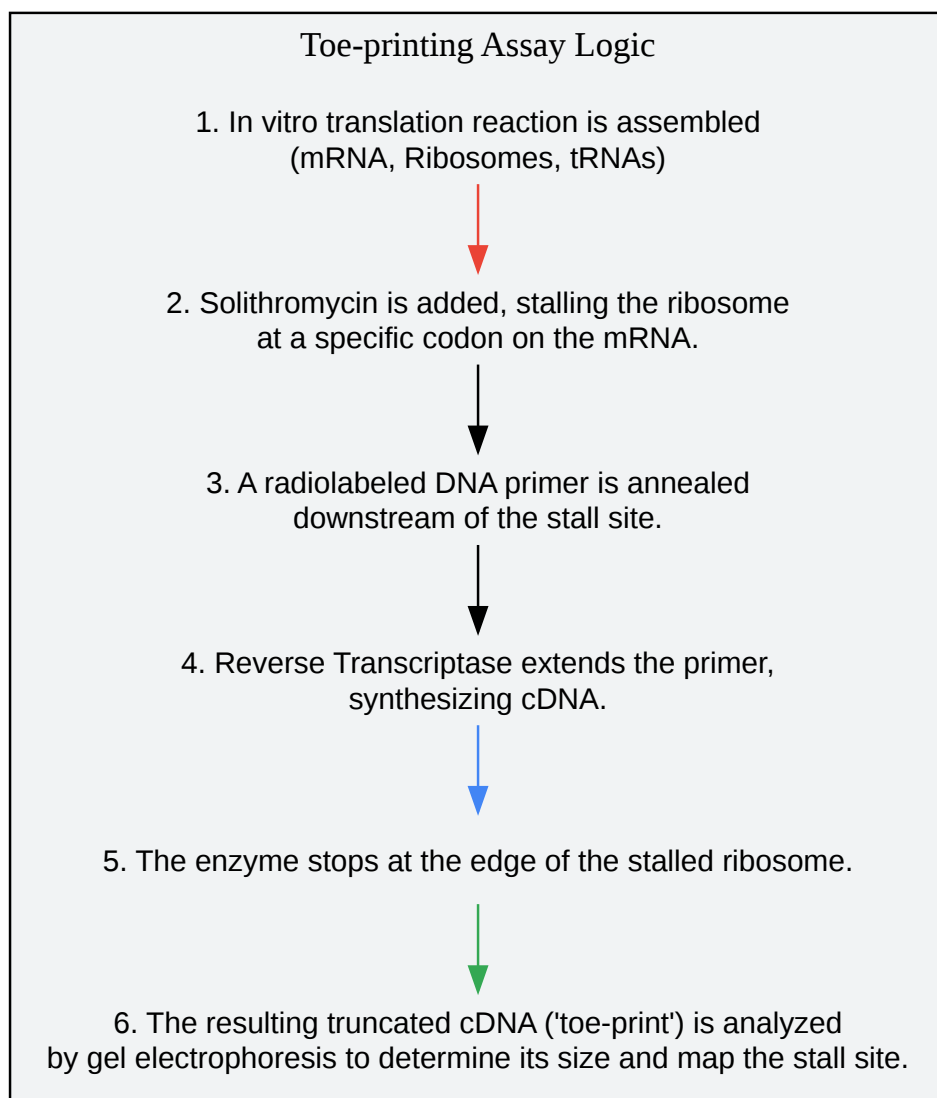 Toe-printing Assay Logic
1. In vitro translation reaction is assembled
(mRNA, Ribosomes, tRNAs)
2. Solithromycin is added, stalling the ribosome
at a specific codon on the mRNA.
3. A radiolabeled DNA primer is annealed
downstream of the stall site.
4. Reverse Transcriptase extends the primer,
synthesizing cDNA.
5. The enzyme stops at the edge of the stalled ribosome.
6. The resulting truncated cDNA ('toe-print') is analyzed
by gel electrophoresis to determine its size and map the stall site.